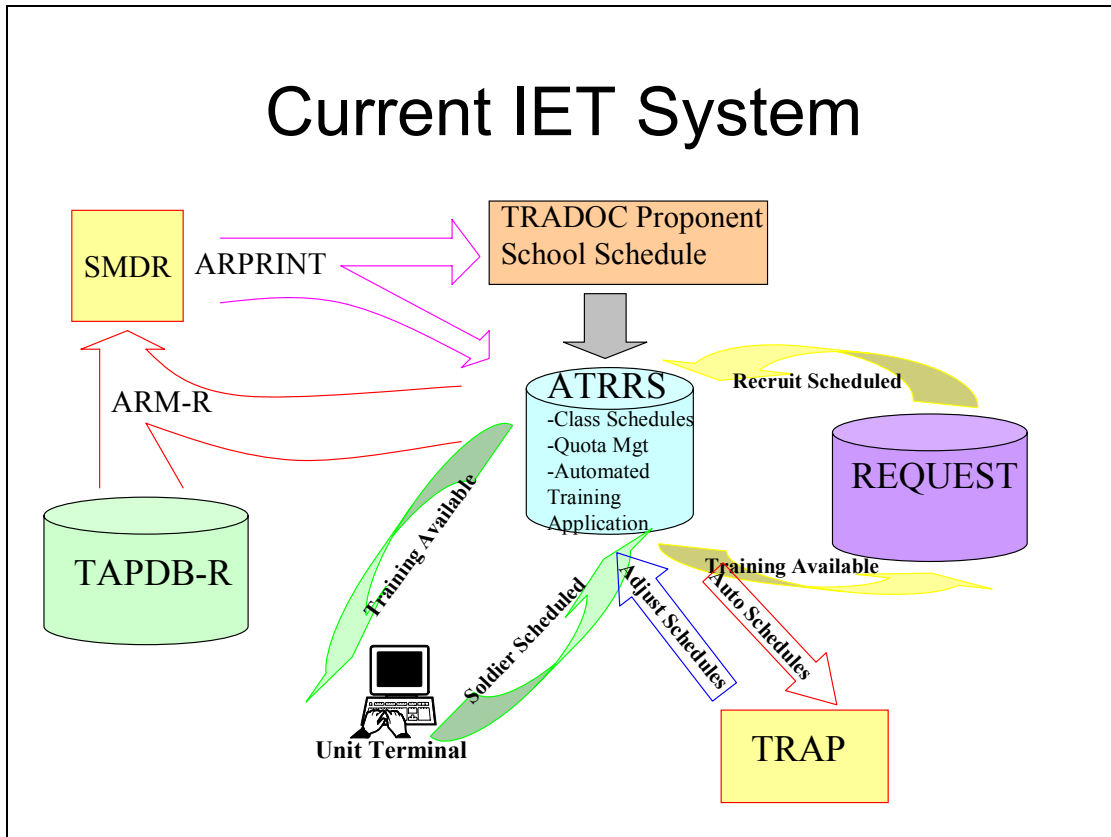 Current IET System
TRADOC Proponent
School Schedule
SMDR
ARPRINT
ATRRS
-Class Schedules
-Quota Mgt
-Automated
Training
Application
Recruit Scheduled
REQUEST
ARM-R
TAPDB-R
Training Available
Training Available
Soldier Scheduled
Adjust Schedules
Auto Schedules
Unit Terminal
TRAP